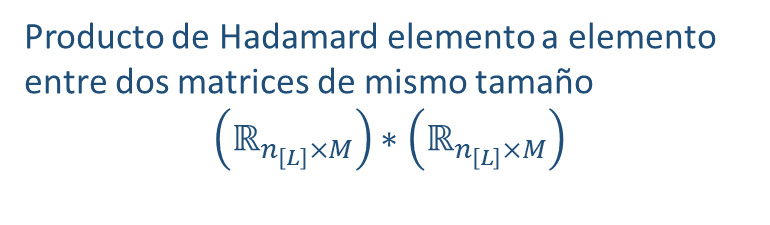 Producto de Hadamard elemento a elemento
entre dos matrices de mismo tamaño
(ℝ_{n_{[L]}×M}) * (ℝ_{n_{[L]}×M})